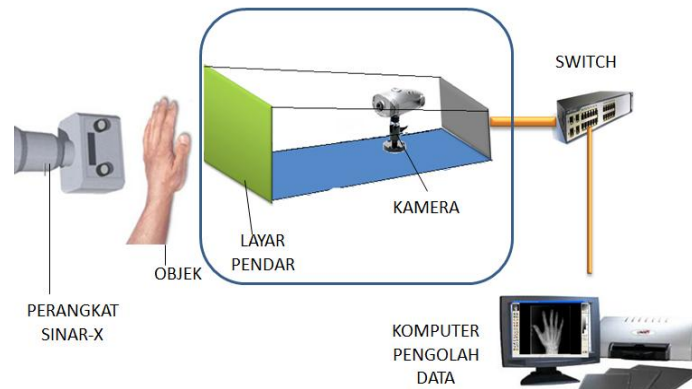 SWITCH
KAMERA
LAYAR
PENDAR
OBJEK
PERANGKAT
SINAR-X
KOMPUTER
PENGOLAH
DATA